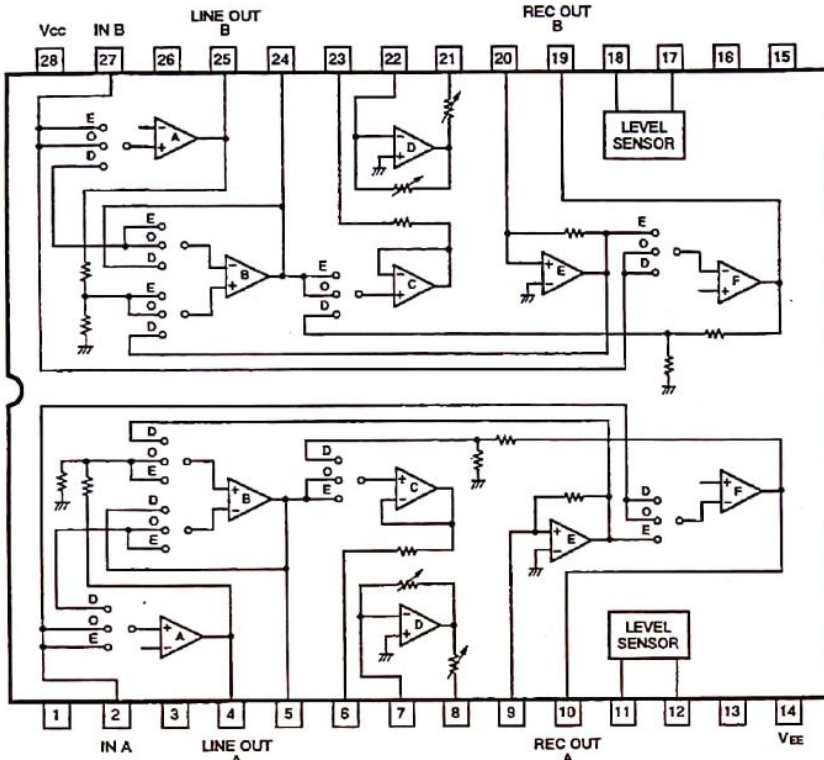 LINE OUT B
REC OUT B
Vcc IN B
28 27 26 25 24 23 22 21 20 19 18 17 16 15
E
O
D
A
D
LEVEL SENSOR
E
O
D
B
E
O
D
E
O
D
C
E
E
O
D
F
D
O
E
B
D
O
E
D
O
E
C
E
D
O
E
F
D
O
E
A
D
LEVEL SENSOR
1 2 3 4 5 6 7 8 9 10 11 12 13 14
IN A
LINE OUT A
REC OUT A
VEE